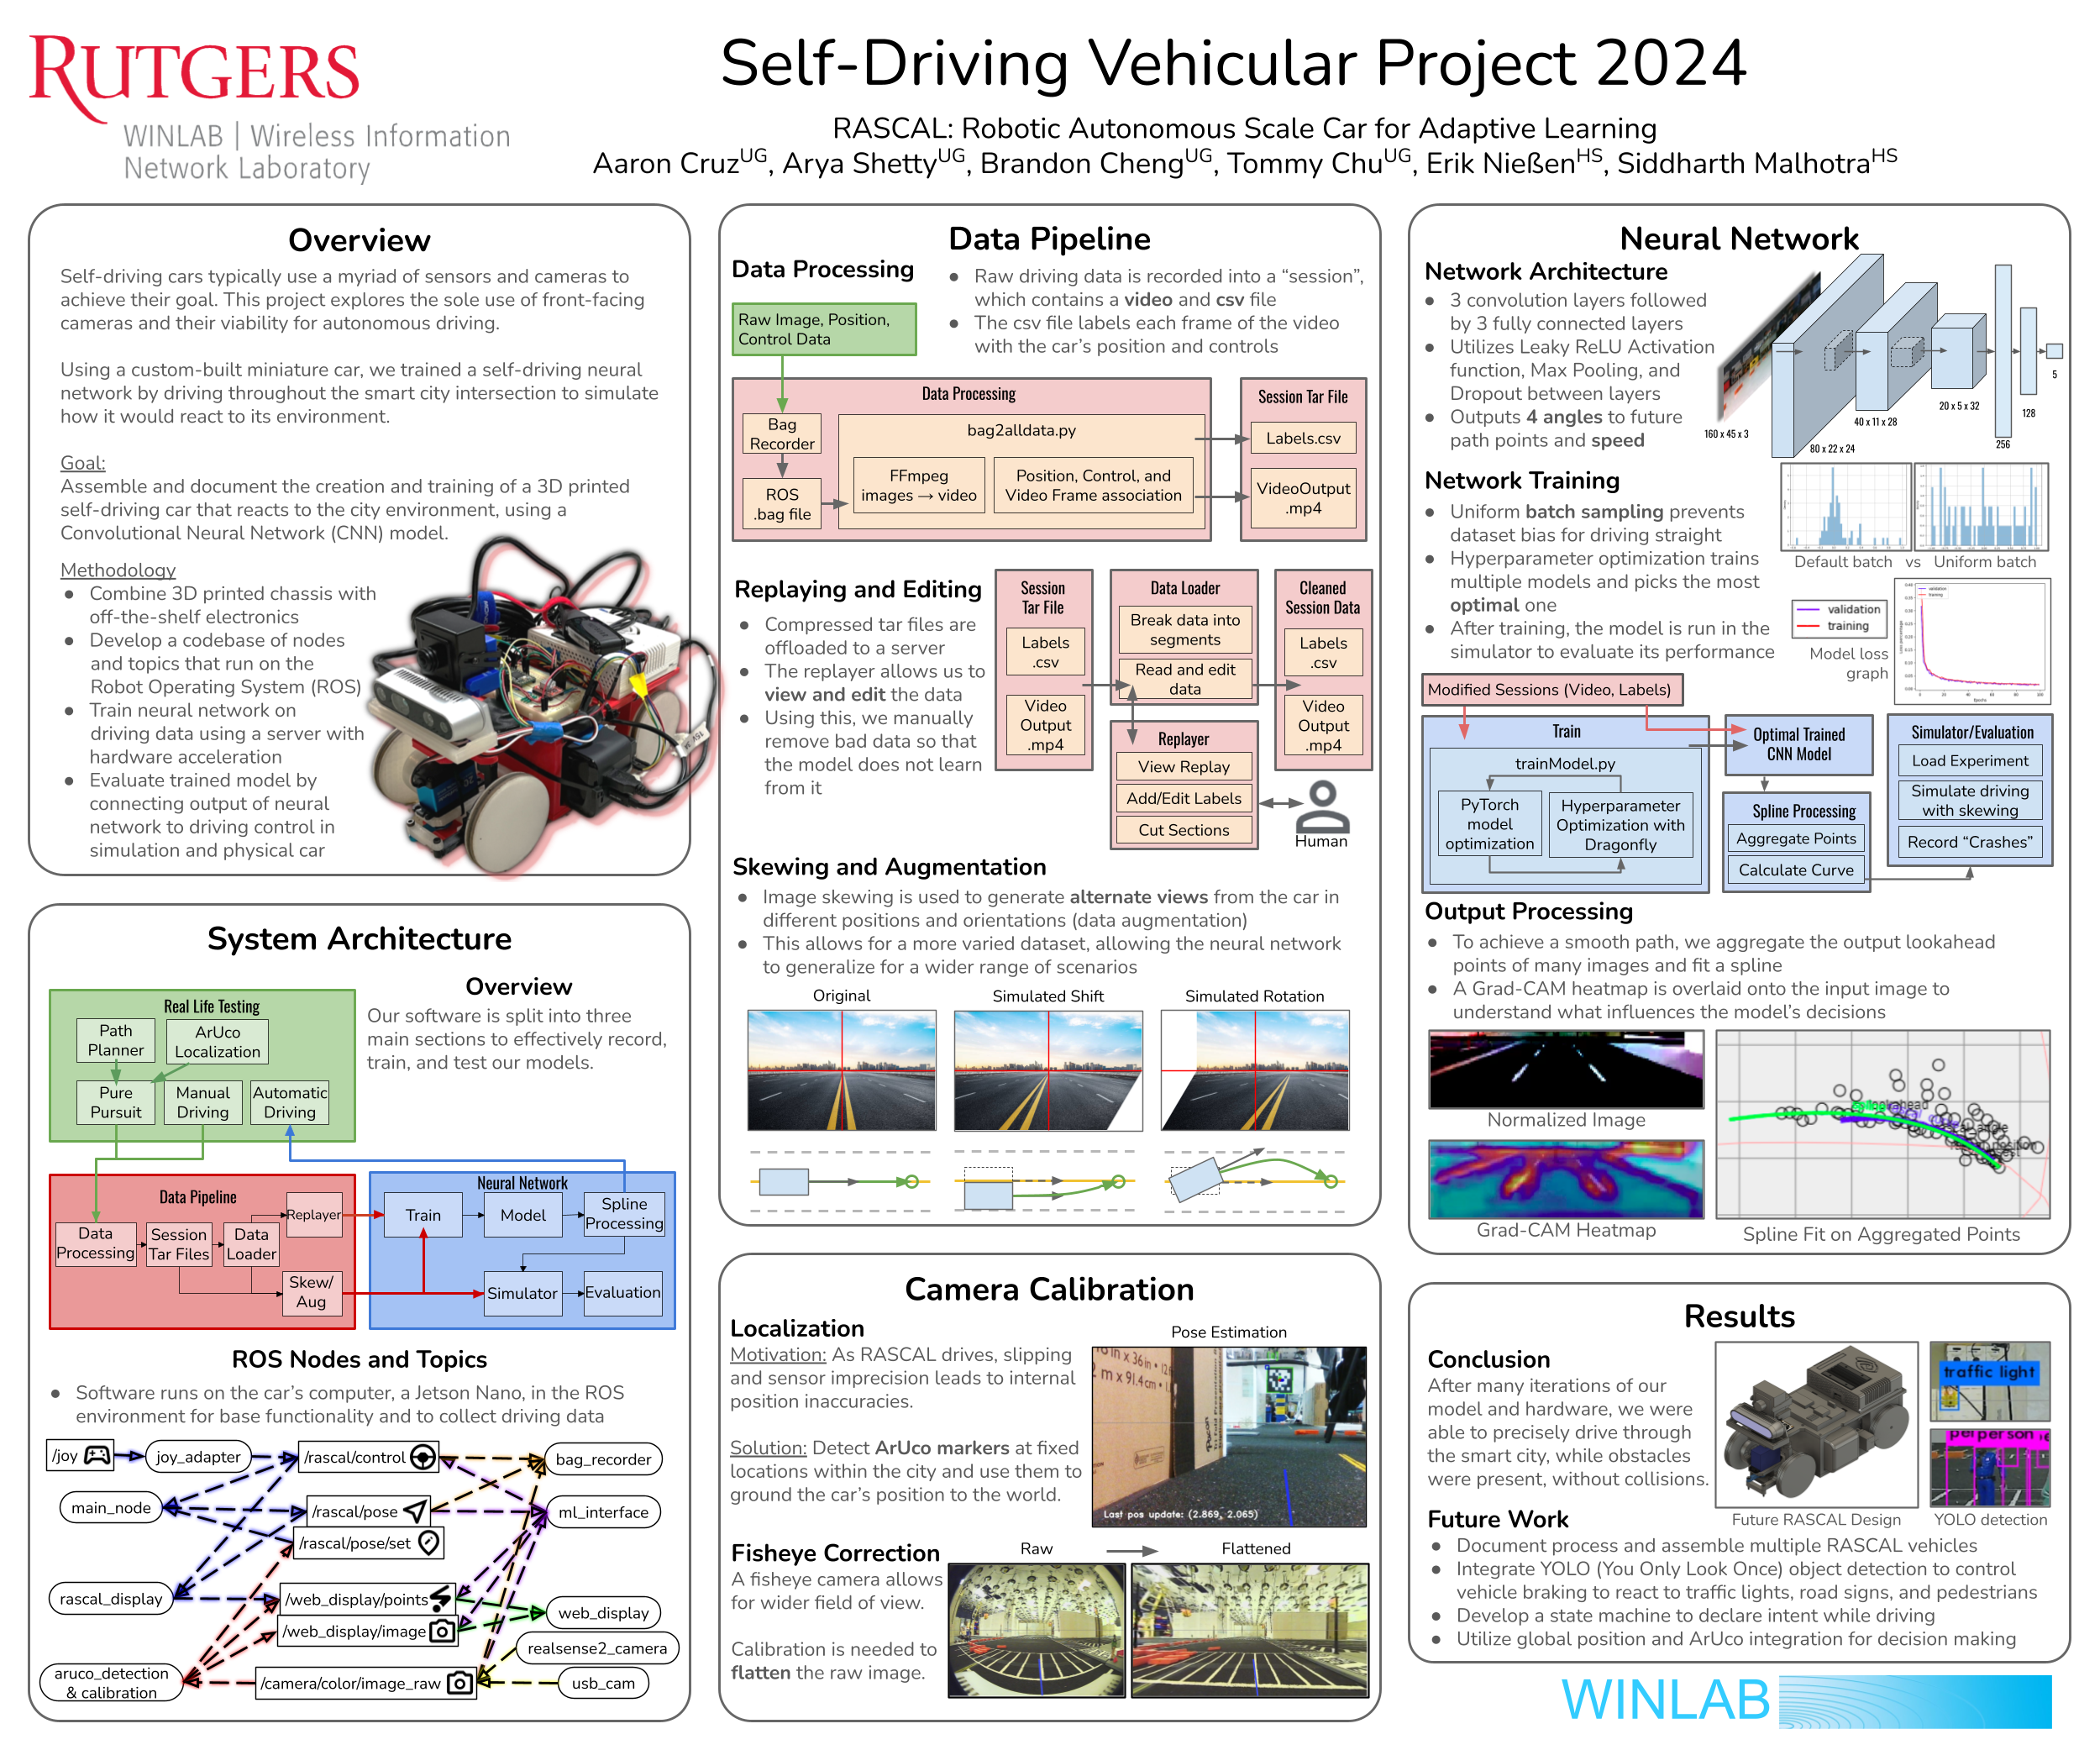 RUTGERS
WINLAB | Wireless Information
Network Laboratory
Self-Driving Vehicular Project 2024
RASCAL: Robotic Autonomous Scale Car for Adaptive Learning
Aaron Cruz^UG, Arya Shetty^UG, Brandon Cheng^UG, Tommy Chu^UG, Erik Nießen^HS, Siddharth Malhotra^HS
Overview
Self-driving cars typically use a myriad of sensors and cameras to
achieve their goal. This project explores the sole use of front-facing
cameras and their viability for autonomous driving.
Using a custom-built miniature car, we trained a self-driving neural
network by driving throughout the smart city intersection to simulate
how it would react to its environment.
Goal:
Assemble and document the creation and training of a 3D printed
self-driving car that reacts to the city environment, using a
Convolutional Neural Network (CNN) model.
Methodology
● Combine 3D printed chassis with
off-the-shelf electronics
● Develop a codebase of nodes
and topics that run on the
Robot Operating System (ROS)
● Train neural network on
driving data using a server with
hardware acceleration
● Evaluate trained model by
connecting output of neural
network to driving control in
simulation and physical car
System Architecture
Overview
Our software is split into three
main sections to effectively record,
train, and test our models.
Real Life Testing
Path
Planner
ArUco
Localization
Pure
Pursuit
Manual
Driving
Automatic
Driving
Data Pipeline
Replayer
Data
Processing
Session
Tar Files
Data
Loader
Skew/
Aug
Neural Network
Train
Model
Spline
Processing
Simulator
Evaluation
ROS Nodes and Topics
● Software runs on the car's computer, a Jetson Nano, in the ROS
environment for base functionality and to collect driving data
/joy
joy_adapter
/rascal/control
bag_recorder
main_node
/rascal/pose
ml_interface
/rascal/pose/set
rascal_display
/web_display/points
web_display
/web_display/image
realsense2_camera
aruco_detection
& calibration
/camera/color/image_raw
usb_cam
Data Pipeline
Data Processing
● Raw driving data is recorded into a “session”,
which contains a video and csv file
● The csv file labels each frame of the video
with the car's position and controls
Raw Image, Position,
Control Data
Data Processing
Bag
Recorder
ROS
.bag file
bag2alldata.py
FFmpeg
images → video
Position, Control, and
Video Frame association
Session Tar File
Labels.csv
VideoOutput
.mp4
Replaying and Editing
● Compressed tar files are
offloaded to a server
● The replayer allows us to
view and edit the data
● Using this, we manually
remove bad data so that
the model does not learn
from it
Session
Tar File
Labels
.csv
Video
Output
.mp4
Data Loader
Break data into
segments
Read and edit
data
Replayer
View Replay
Add/Edit Labels
Cut Sections
Cleaned
Session Data
Labels
.csv
Video
Output
.mp4
Human
Skewing and Augmentation
● Image skewing is used to generate alternate views from the car in
different positions and orientations (data augmentation)
● This allows for a more varied dataset, allowing the neural network
to generalize for a wider range of scenarios
Original
Simulated Shift
Simulated Rotation
Camera Calibration
Localization
Motivation: As RASCAL drives, slipping
and sensor imprecision leads to internal
position inaccuracies.
Solution: Detect ArUco markers at fixed
locations within the city and use them to
ground the car's position to the world.
Pose Estimation
Last pos update: (2.869, 2.065)
Fisheye Correction
A fisheye camera allows
for wider field of view.
Calibration is needed to
flatten the raw image.
Raw
Flattened
Neural Network
Network Architecture
● 3 convolution layers followed
by 3 fully connected layers
● Utilizes Leaky ReLU Activation
function, Max Pooling, and
Dropout between layers
● Outputs 4 angles to future
path points and speed
160 x 45 x 3
80 x 22 x 24
40 x 11 x 28
20 x 5 x 32
256
128
5
Network Training
● Uniform batch sampling prevents
dataset bias for driving straight
● Hyperparameter optimization trains
multiple models and picks the most
optimal one
● After training, the model is run in the
simulator to evaluate its performance
Default batch vs Uniform batch
validation
training
Model loss
graph
Modified Sessions (Video, Labels)
Train
trainModel.py
PyTorch
model
optimization
Hyperparameter
Optimization with
Dragonfly
Optimal Trained
CNN Model
Spline Processing
Aggregate Points
Calculate Curve
Simulator/Evaluation
Load Experiment
Simulate driving
with skewing
Record “Crashes”
Output Processing
● To achieve a smooth path, we aggregate the output lookahead
points of many images and fit a spline
● A Grad-CAM heatmap is overlaid onto the input image to
understand what influences the model's decisions
Normalized Image
Grad-CAM Heatmap
Spline Fit on Aggregated Points
Results
Conclusion
After many iterations of our
model and hardware, we were
able to precisely drive through
the smart city, while obstacles
were present, without collisions.
Future RASCAL Design
traffic light
person
YOLO detection
Future Work
● Document process and assemble multiple RASCAL vehicles
● Integrate YOLO (You Only Look Once) object detection to control
vehicle braking to react to traffic lights, road signs, and pedestrians
● Develop a state machine to declare intent while driving
● Utilize global position and ArUco integration for decision making
WINLAB